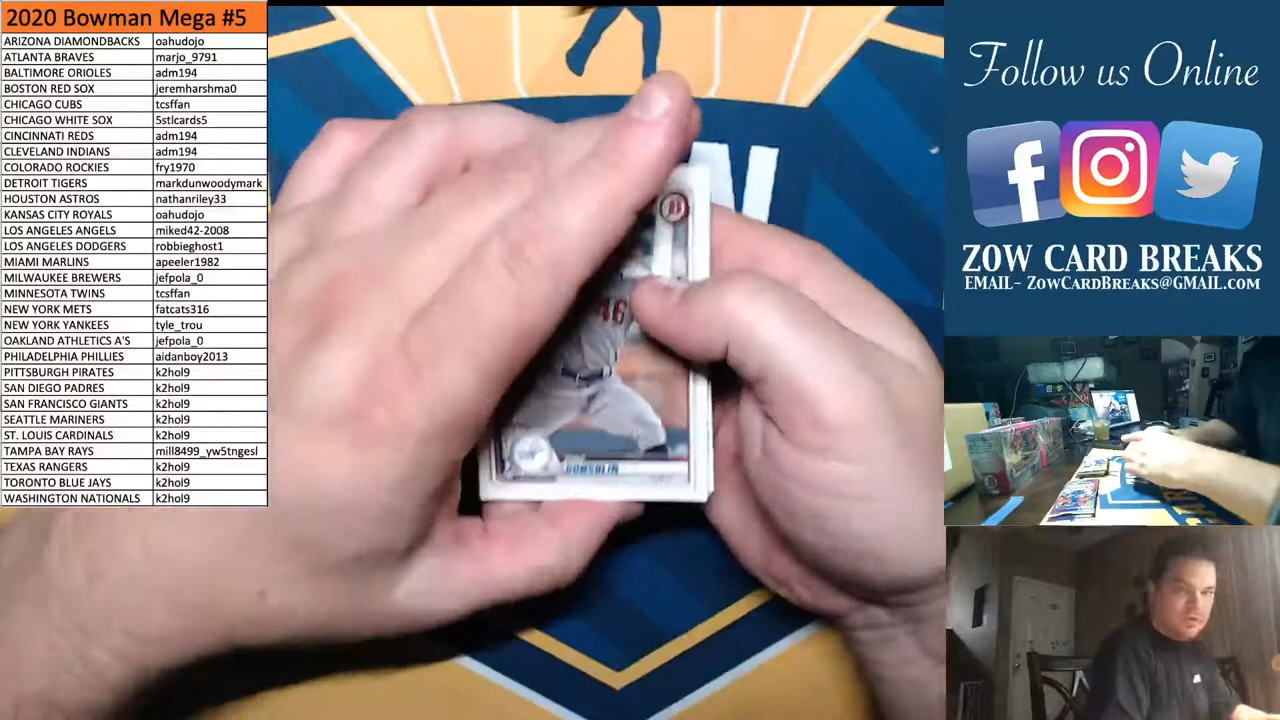 2020 Bowman Mega #5
ARIZONA DIAMONDBACKS oahudojo
ATLANTA BRAVES marjo_9791
BALTIMORE ORIOLES adm194
BOSTON RED SOX jeremharshma0
CHICAGO CUBS tcsffan
CHICAGO WHITE SOX 5stlcards5
CINCINNATI REDS adm194
CLEVELAND INDIANS adm194
COLORADO ROCKIES fry1970
DETROIT TIGERS markdunwoodymark
HOUSTON ASTROS nathanriley33
KANSAS CITY ROYALS oahudojo
LOS ANGELES ANGELS miked42-2008
LOS ANGELES DODGERS robbieghost1
MIAMI MARLINS apeeler1982
MILWAUKEE BREWERS jefpola_0
MINNESOTA TWINS tcsffan
NEW YORK METS fatcats316
NEW YORK YANKEES tyle_trou
OAKLAND ATHLETICS A'S jefpola_0
PHILADELPHIA PHILLIES aidanboy2013
PITTSBURGH PIRATES k2hol9
SAN DIEGO PADRES k2hol9
SAN FRANCISCO GIANTS k2hol9
SEATTLE MARINERS k2hol9
ST. LOUIS CARDINALS k2hol9
TAMPA BAY RAYS mill8499_yw5tngesl
TEXAS RANGERS k2hol9
TORONTO BLUE JAYS k2hol9
WASHINGTON NATIONALS k2hol9
46
GONSOLIN
Follow us Online
f
ZOW CARD BREAKS
EMAIL- ZOWCARDBREAKS@GMAIL.COM